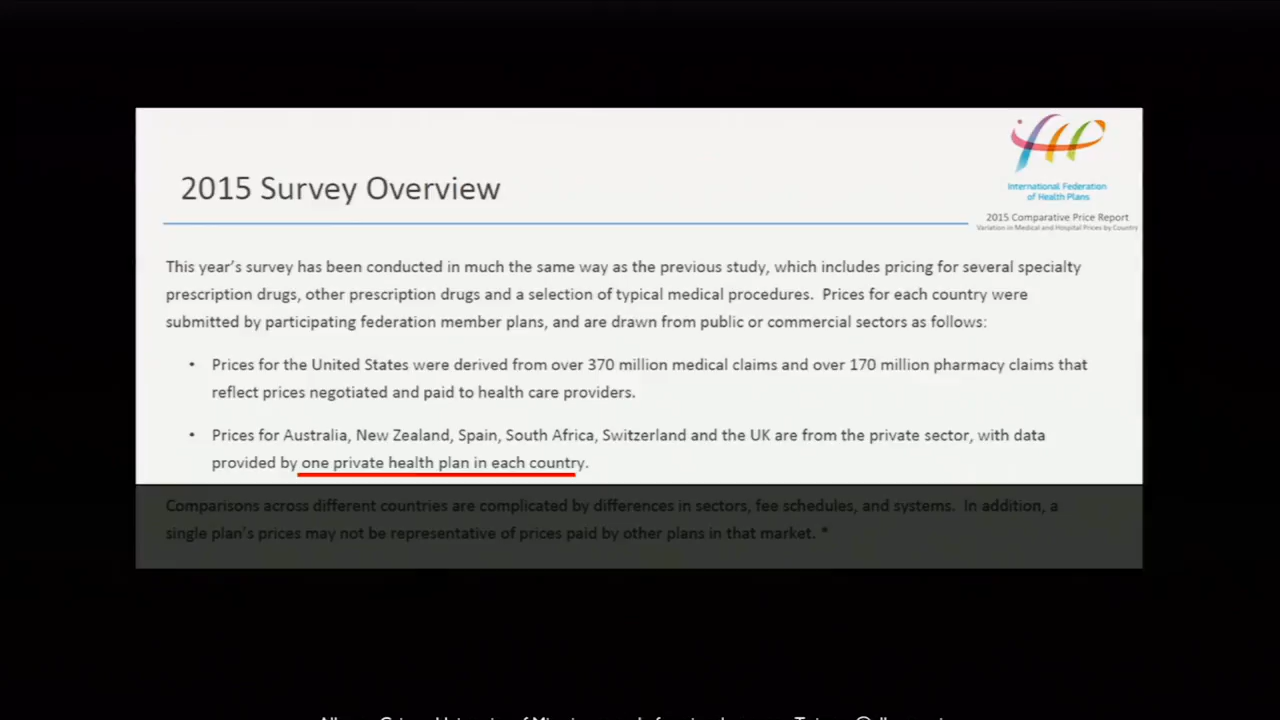 2015 Survey Overview
International Federation
of Health Plans
2015 Comparative Price Report
Variation in Medical and Hospital Prices by Country
This year's survey has been conducted in much the same way as the previous study, which includes pricing for several specialty
prescription drugs, other prescription drugs and a selection of typical medical procedures. Prices for each country were
submitted by participating federation member plans, and are drawn from public or commercial sectors as follows:
• Prices for the United States were derived from over 370 million medical claims and over 170 million pharmacy claims that
reflect prices negotiated and paid to health care providers.
• Prices for Australia, New Zealand, Spain, South Africa, Switzerland and the UK are from the private sector, with data
provided by one private health plan in each country.
Comparisons across different countries are complicated by differences in sectors, fee schedules, and systems. In addition, a
single plan's prices may not be representative of prices paid by other plans in that market. *